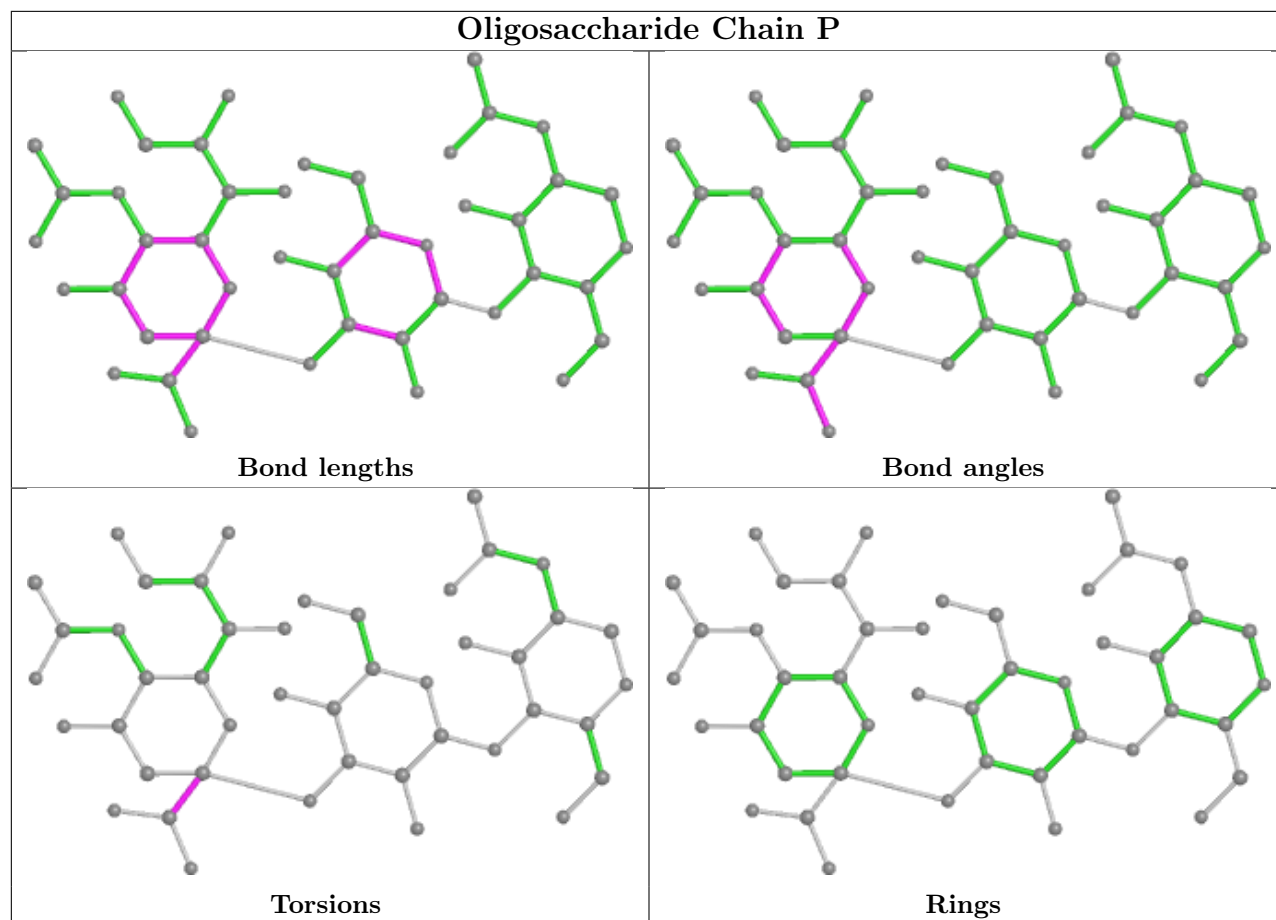 Oligosaccharide Chain P
Bond lengths
Bond angles
Torsions
Rings